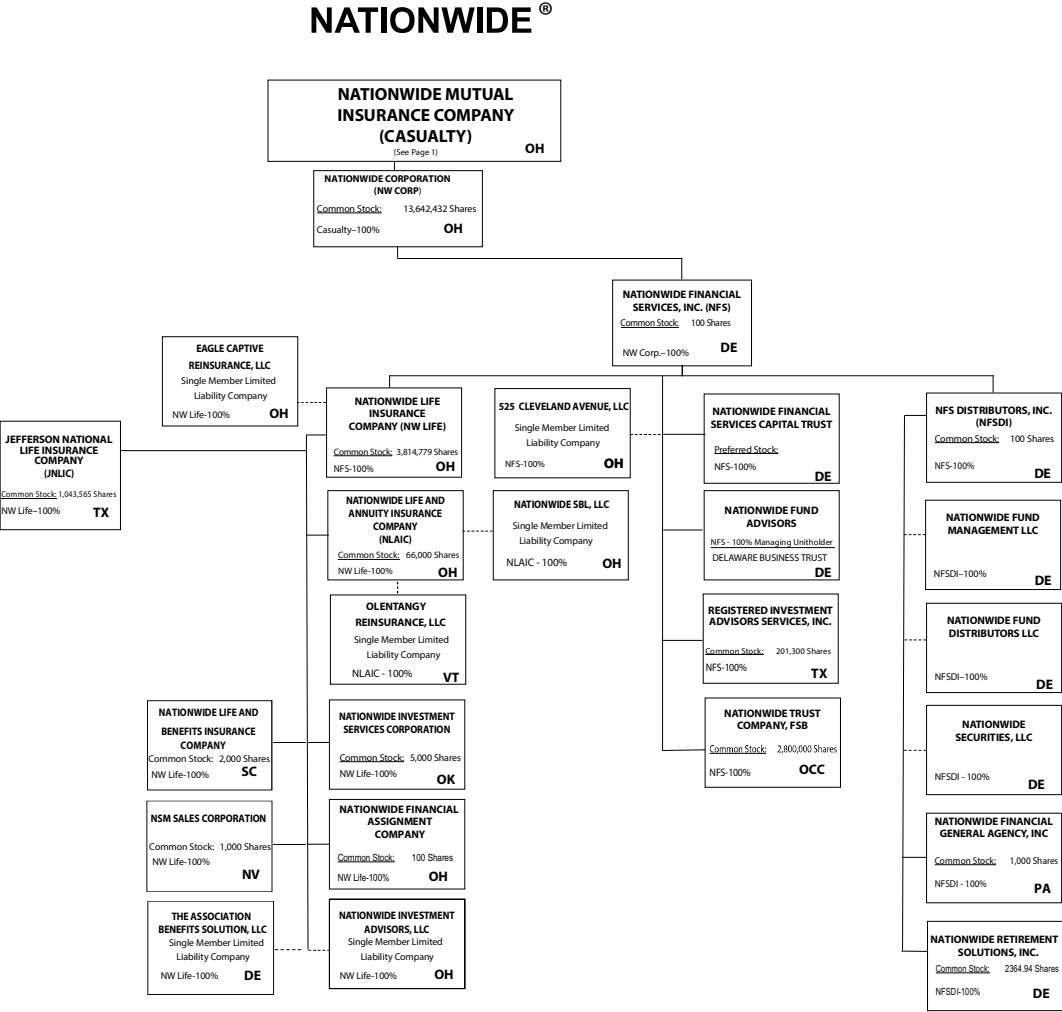 NATIONWIDE ®
NATIONWIDE MUTUAL
INSURANCE COMPANY
(CASUALTY)
(See Page 1)
OH
NATIONWIDE CORPORATION
(NW CORP)
Common Stock: 13,642,432 Shares
Casualty–100% OH
NATIONWIDE FINANCIAL
SERVICES, INC. (NFS)
Common Stock: 100 Shares
NW Corp.–100% DE
EAGLE CAPTIVE
REINSURANCE, LLC
Single Member Limited
Liability Company
NW Life-100% OH
JEFFERSON NATIONAL
LIFE INSURANCE
COMPANY
(JNLIC)
Common Stock: 1,043,565 Shares
NW Life–100% TX
NATIONWIDE LIFE
INSURANCE
COMPANY (NW LIFE)
Common Stock: 3,814,779 Shares
NFS-100% OH
525 CLEVELAND AVENUE, LLC
Single Member Limited
Liability Company
NFS-100% OH
NATIONWIDE FINANCIAL
SERVICES CAPITAL TRUST
Preferred Stock:
NFS-100%
DE
NFS DISTRIBUTORS, INC.
(NFSDI)
Common Stock: 100 Shares
NFS-100%
DE
NATIONWIDE LIFE AND
ANNUITY INSURANCE
COMPANY
(NLAIC)
Common Stock: 66,000 Shares
NW Life-100% OH
NATIONWIDE SBL, LLC
Single Member Limited
Liability Company
NLAIC - 100% OH
NATIONWIDE FUND
ADVISORS
NFS - 100% Managing Unitholder
DELAWARE BUSINESS TRUST
DE
NATIONWIDE FUND
MANAGEMENT LLC
NFSDI–100%
DE
OLENTANGY
REINSURANCE, LLC
Single Member Limited
Liability Company
NLAIC - 100% VT
REGISTERED INVESTMENT
ADVISORS SERVICES, INC.
Common Stock: 201,300 Shares
NFS-100%
TX
NATIONWIDE FUND
DISTRIBUTORS LLC
NFSDI–100%
DE
NATIONWIDE LIFE AND
BENEFITS INSURANCE
COMPANY
Common Stock: 2,000 Shares
NW Life-100% SC
NATIONWIDE INVESTMENT
SERVICES CORPORATION
Common Stock: 5,000 Shares
NW Life-100%
OK
NATIONWIDE TRUST
COMPANY, FSB
Common Stock: 2,800,000 Shares
NFS-100% OCC
NATIONWIDE
SECURITIES, LLC
NFSDI - 100%
DE
NSM SALES CORPORATION
Common Stock: 1,000 Shares
NW Life-100%
NV
NATIONWIDE FINANCIAL
ASSIGNMENT
COMPANY
Common Stock: 100 Shares
NW Life-100% OH
NATIONWIDE FINANCIAL
GENERAL AGENCY, INC
Common Stock: 1,000 Shares
NFSDI - 100%
PA
THE ASSOCIATION
BENEFITS SOLUTION, LLC
Single Member Limited
Liability Company
NW Life-100% DE
NATIONWIDE INVESTMENT
ADVISORS, LLC
Single Member Limited
Liability Company
NW Life-100% OH
NATIONWIDE RETIREMENT
SOLUTIONS, INC.
Common Stock: 2364.94 Shares
NFSDI-100%
DE